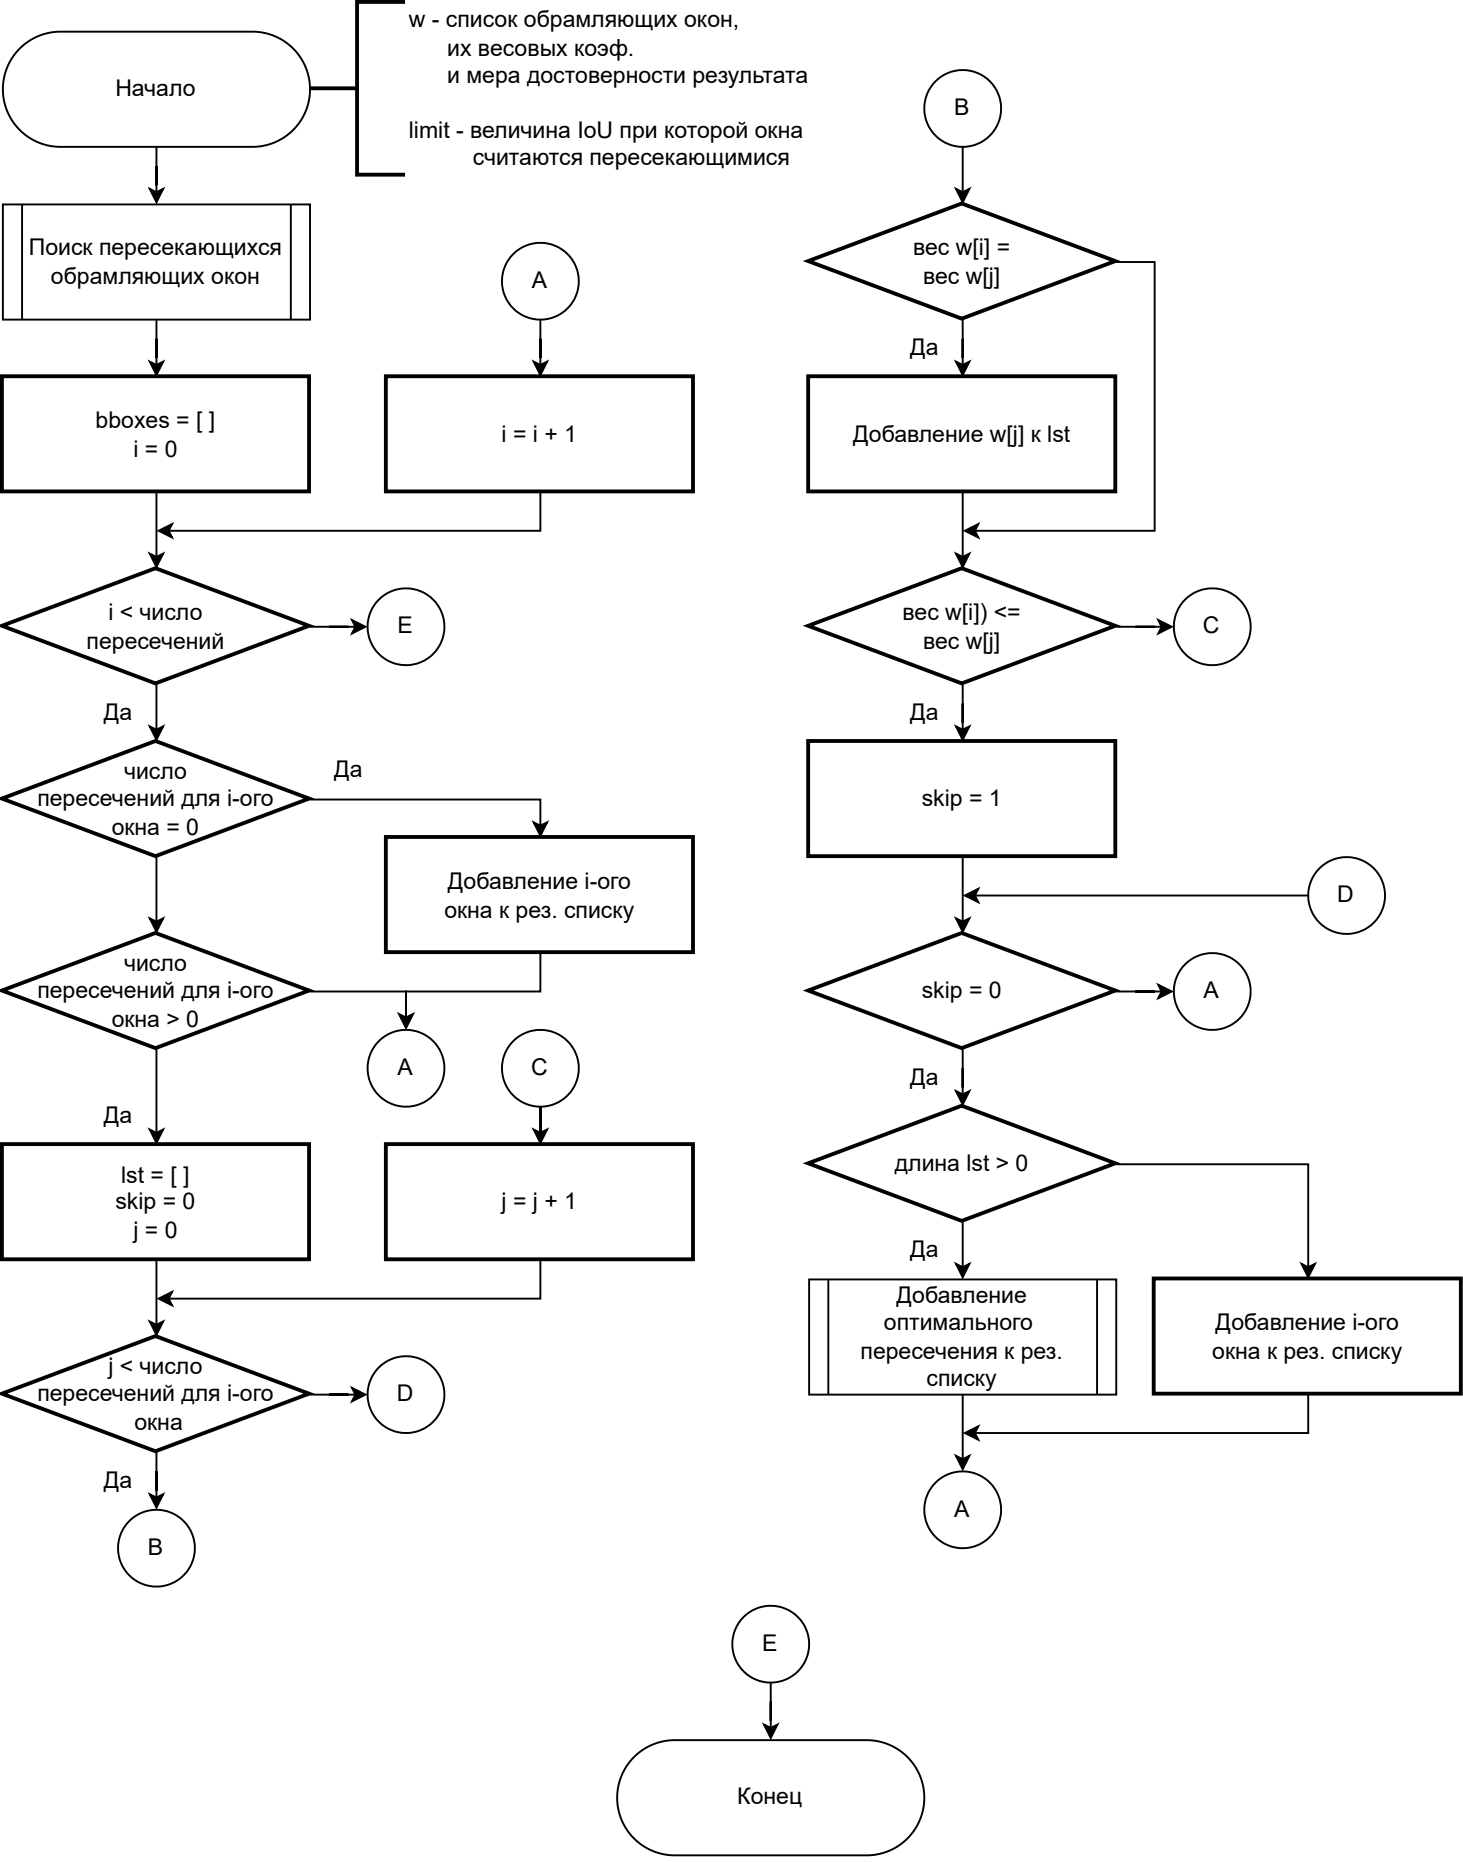 Начало
w - список обрамляющих окон,
их весовых коэф.
и мера достоверности результата
limit - величина IoU при которой окна
считаются пересекающимися
Поиск пересекающихся
обрамляющих окон
bboxes = [ ]
i = 0
A
i = i + 1
i < число
пересечений
E
Да
число
пересечений для i-ого
окна = 0
Да
Добавление i-ого
окна к рез. списку
число
пересечений для i-ого
окна > 0
A
C
Да
lst = [ ]
skip = 0
j = 0
j = j + 1
j < число
пересечений для i-ого
окна
D
Да
B
B
вес w[i] =
вес w[j]
Да
Добавление w[j] к lst
вес w[i]) <=
вес w[j]
C
Да
skip = 1
D
skip = 0
A
Да
длина lst > 0
Да
Добавление
оптимального
пересечения к рез.
списку
Добавление i-ого
окна к рез. списку
A
E
Конец